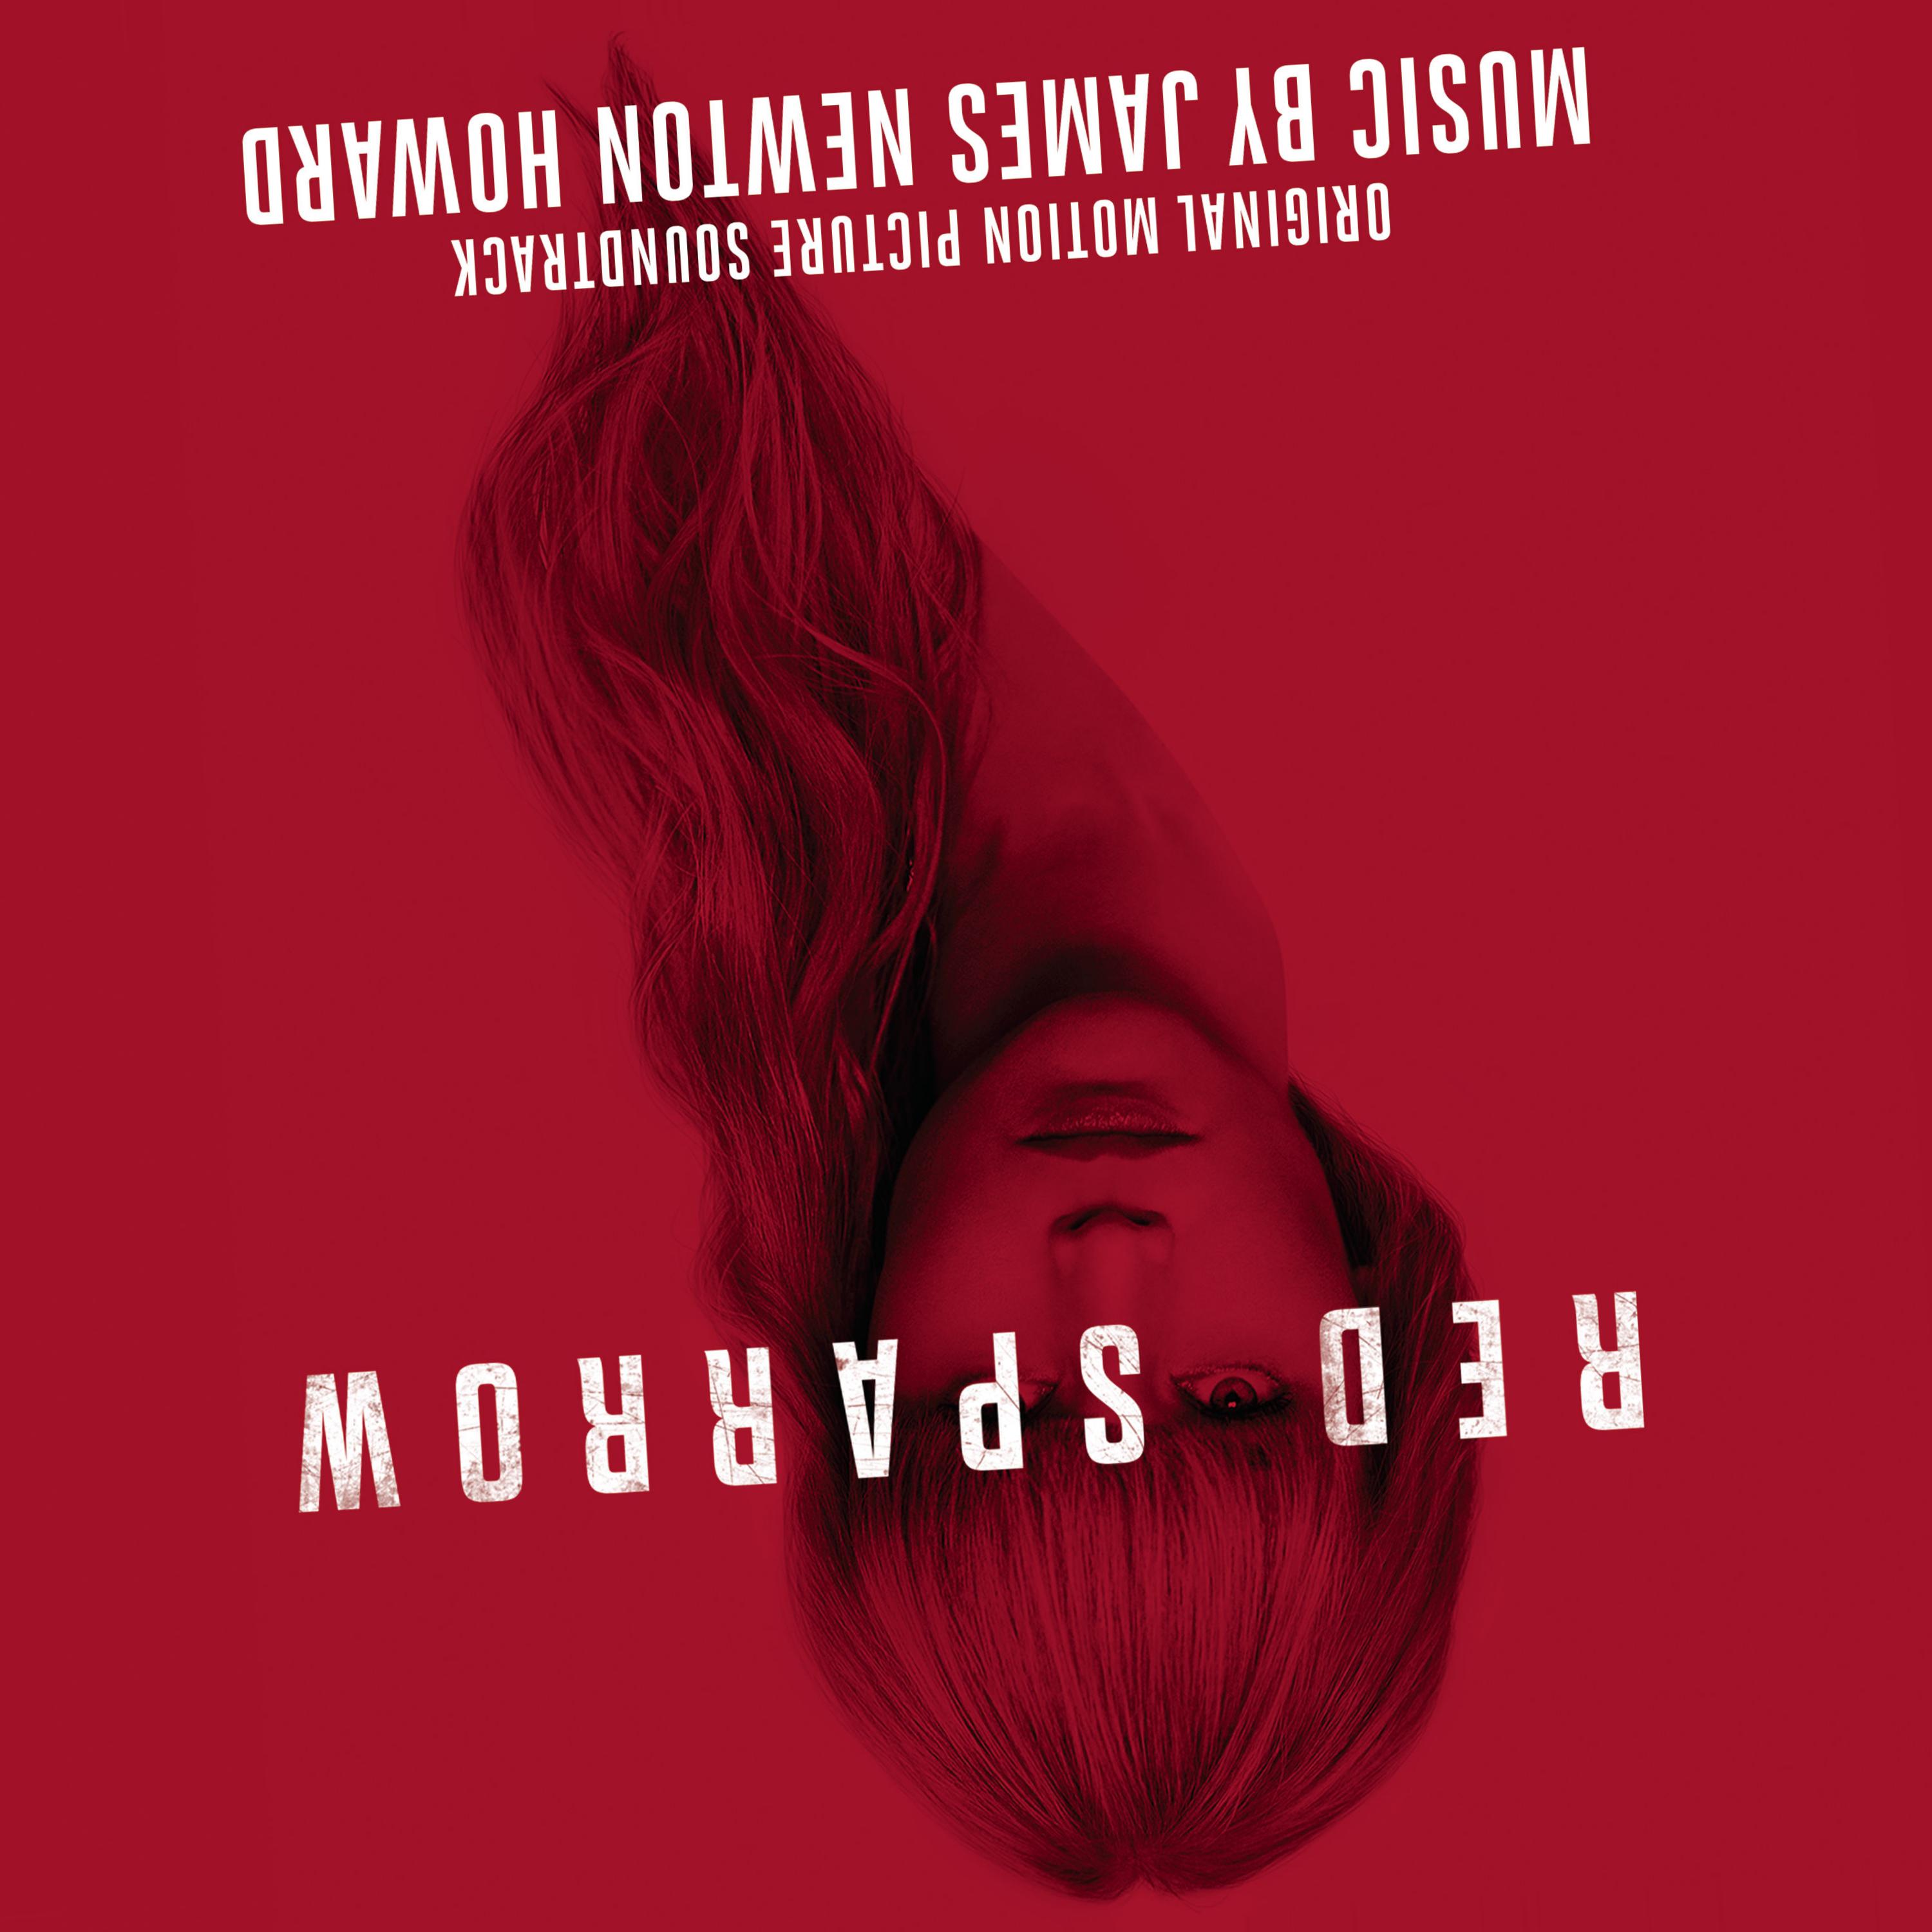 RED SPARROW
ORIGINAL MOTION PICTURE SOUNDTRACK
MUSIC BY JAMES NEWTON HOWARD